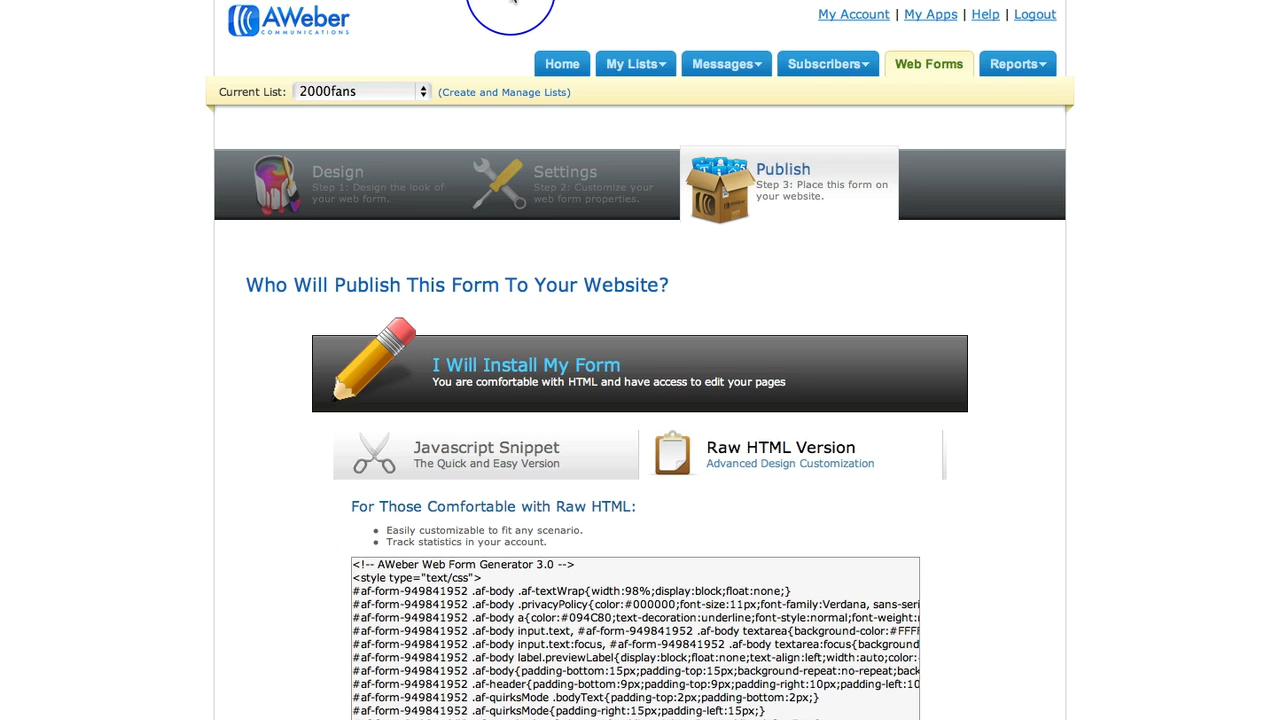 AWeber
COMMUNICATIONS
My Account | My Apps | Help | Logout
Home My Lists Messages Subscribers Web Forms Reports
Current List: 2000fans (Create and Manage Lists)
Design
Step 1: Design the look of
your web form.
Settings
Step 2: Customize your
web form properties.
Publish
Step 3: Place this form on
your website.
Who Will Publish This Form To Your Website?
I Will Install My Form
You are comfortable with HTML and have access to edit your pages
Javascript Snippet
The Quick and Easy Version
Raw HTML Version
Advanced Design Customization
For Those Comfortable with Raw HTML:
• Easily customizable to fit any scenario.
• Track statistics in your account.
<!-- AWeber Web Form Generator 3.0 -->
<style type="text/css">
#af-form-949841952 .af-body .af-textWrap{width:98%;display:block;float:none;}
#af-form-949841952 .af-body .privacyPolicy{color:#000000;font-size:11px;font-family:Verdana, sans-seri
#af-form-949841952 .af-body a{color:#094C80;text-decoration:underline;font-style:normal;font-weight:
#af-form-949841952 .af-body input.text, #af-form-949841952 .af-body textarea{background-color:#FFF
#af-form-949841952 .af-body input.text:focus, #af-form-949841952 .af-body textarea:focus{background
#af-form-949841952 .af-body label.previewLabel{display:block;float:none;text-align:left;width:auto;color:
#af-form-949841952 .af-body{padding-bottom:15px;padding-top:15px;background-repeat:no-repeat;back
#af-form-949841952 .af-header{padding-bottom:9px;padding-top:9px;padding-right:10px;padding-left:10
#af-form-949841952 .af-quirksMode .bodyText{padding-top:2px;padding-bottom:2px;}
#af-form-949841952 .af-quirksMode{padding-right:15px;padding-left:15px;}